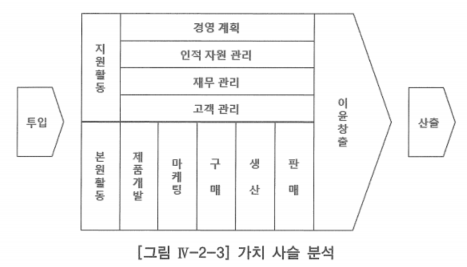 경영 계획
인적 자원 관리
재무 관리
고객 관리
지원활동
투입
이윤창출
산출
본원활동
제품개발
마케팅
구매
생산
판매
[그림 Ⅳ-2-3] 가치 사슬 분석